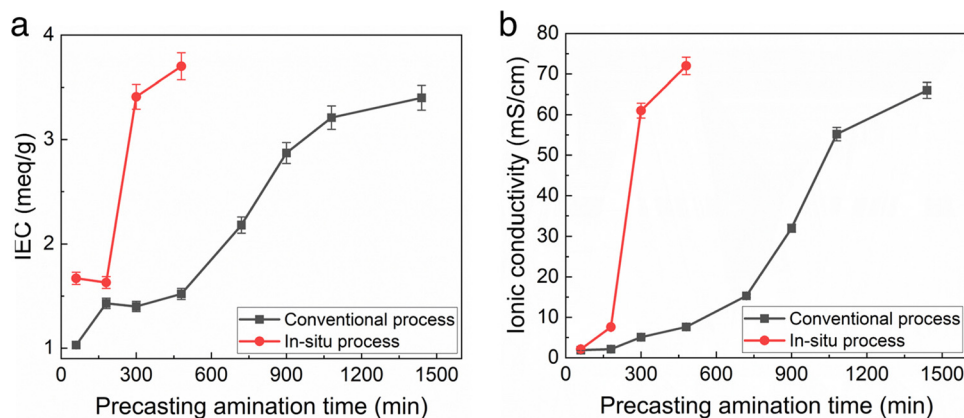 a
IEC (meq/g)
4
3
2
1
0
300
600
900
1200
1500
Conventional process
In-situ process
Precasting amination time (min)
b
Ionic conductivity (mS/cm)
80
70
60
50
40
30
20
10
0
0
300
600
900
1200
1500
Conventional process
In-situ process
Precasting amination time (min)